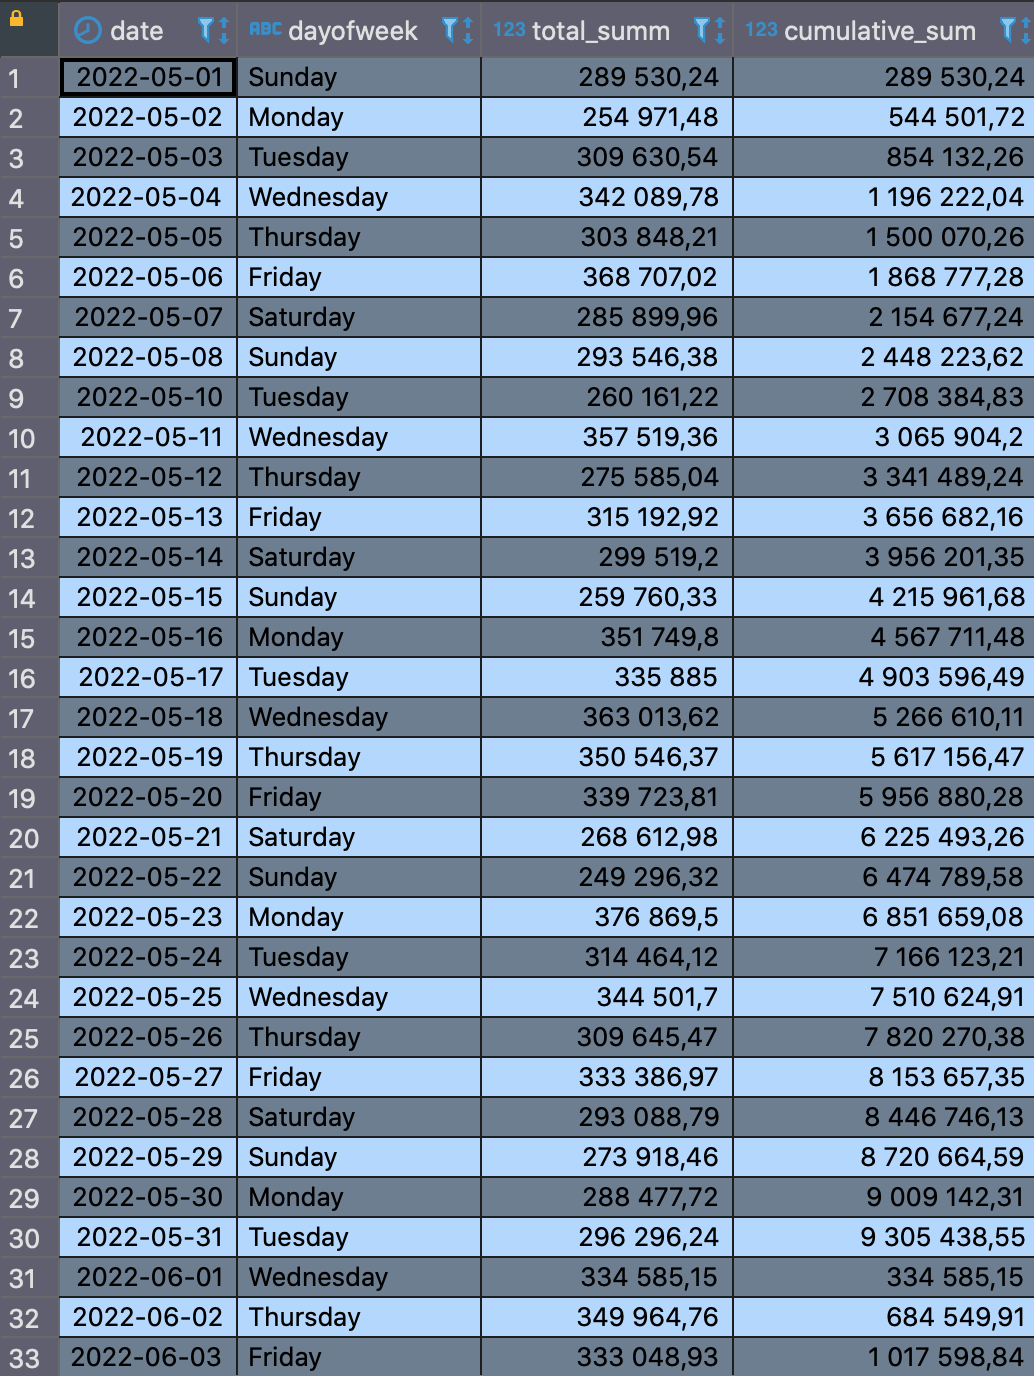 date ABC dayofweek 123 total_summ 123 cumulative_sum
1 2022-05-01 Sunday 289 530,24 289 530,24
2 2022-05-02 Monday 254 971,48 544 501,72
3 2022-05-03 Tuesday 309 630,54 854 132,26
4 2022-05-04 Wednesday 342 089,78 1 196 222,04
5 2022-05-05 Thursday 303 848,21 1 500 070,26
6 2022-05-06 Friday 368 707,02 1 868 777,28
7 2022-05-07 Saturday 285 899,96 2 154 677,24
8 2022-05-08 Sunday 293 546,38 2 448 223,62
9 2022-05-10 Tuesday 260 161,22 2 708 384,83
10 2022-05-11 Wednesday 357 519,36 3 065 904,2
11 2022-05-12 Thursday 275 585,04 3 341 489,24
12 2022-05-13 Friday 315 192,92 3 656 682,16
13 2022-05-14 Saturday 299 519,2 3 956 201,35
14 2022-05-15 Sunday 259 760,33 4 215 961,68
15 2022-05-16 Monday 351 749,8 4 567 711,48
16 2022-05-17 Tuesday 335 885 4 903 596,49
17 2022-05-18 Wednesday 363 013,62 5 266 610,11
18 2022-05-19 Thursday 350 546,37 5 617 156,47
19 2022-05-20 Friday 339 723,81 5 956 880,28
20 2022-05-21 Saturday 268 612,98 6 225 493,26
21 2022-05-22 Sunday 249 296,32 6 474 789,58
22 2022-05-23 Monday 376 869,5 6 851 659,08
23 2022-05-24 Tuesday 314 464,12 7 166 123,21
24 2022-05-25 Wednesday 344 501,7 7 510 624,91
25 2022-05-26 Thursday 309 645,47 7 820 270,38
26 2022-05-27 Friday 333 386,97 8 153 657,35
27 2022-05-28 Saturday 293 088,79 8 446 746,13
28 2022-05-29 Sunday 273 918,46 8 720 664,59
29 2022-05-30 Monday 288 477,72 9 009 142,31
30 2022-05-31 Tuesday 296 296,24 9 305 438,55
31 2022-06-01 Wednesday 334 585,15 334 585,15
32 2022-06-02 Thursday 349 964,76 684 549,91
33 2022-06-03 Friday 333 048,93 1 017 598,84